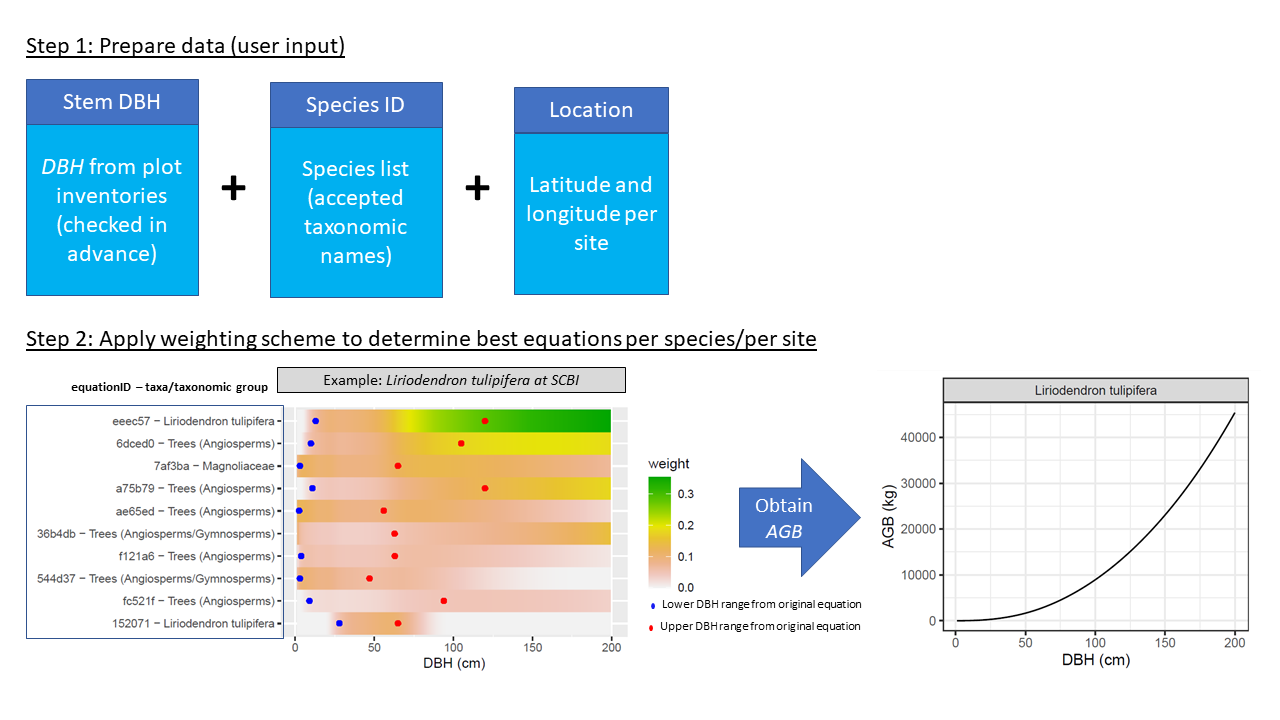 Step 1: Prepare data (user input)
Stem DBH
DBH from plot
inventories
(checked in
advance)
+
Species ID
Species list
(accepted
taxonomic
names)
+
Location
Latitude and
longitude per
site
Step 2: Apply weighting scheme to determine best equations per species/per site
equationID – taxa/taxonomic group
Example: Liriodendron tulipifera at SCBI
eeec57 − Liriodendron tulipifera
6dced0 − Trees (Angiosperms)
7af3ba − Magnoliaceae
a75b79 − Trees (Angiosperms)
ae65ed − Trees (Angiosperms)
36b4db − Trees (Angiosperms/Gymnosperms)
f121a6 − Trees (Angiosperms)
544d37 − Trees (Angiosperms/Gymnosperms)
fc521f − Trees (Angiosperms)
152071 − Liriodendron tulipifera
0 50 100 150 200
DBH (cm)
weight
0.3
0.2
0.1
0.0
Lower DBH range from original equation
Upper DBH range from original equation
Obtain
AGB
Liriodendron tulipifera
AGB (kg)
40000
30000
20000
10000
0
0 50 100 150 200
DBH (cm)